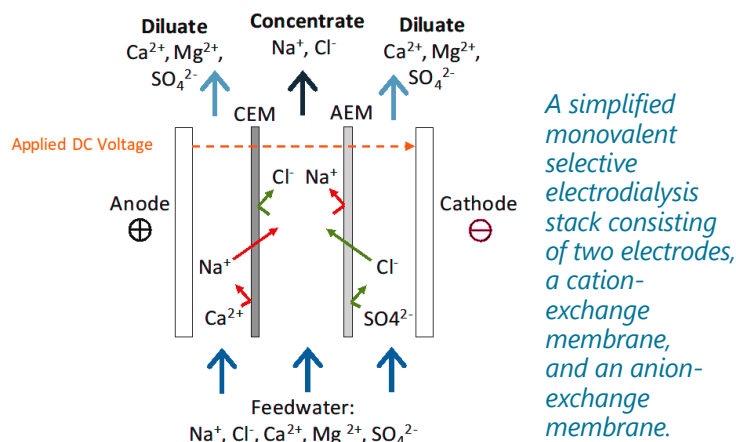 Diluate Concentrate Diluate
Ca²⁺, Mg²⁺, Na⁺, Cl⁻ Ca²⁺, Mg²⁺,
SO₄²⁻ SO₄²⁻
CEM AEM
Applied DC Voltage
Cl⁻ Na⁺
Anode Cathode
Na⁺ Cl⁻
Ca²⁺ SO4²⁻
Feedwater:
Na⁺, Cl⁻, Ca²⁺, Mg ²⁺, SO₄²⁻
A simplified
monovalent
selective
electrodialysis
stack consisting
of two electrodes,
a cation-
exchange
membrane,
and an anion-
exchange
membrane.